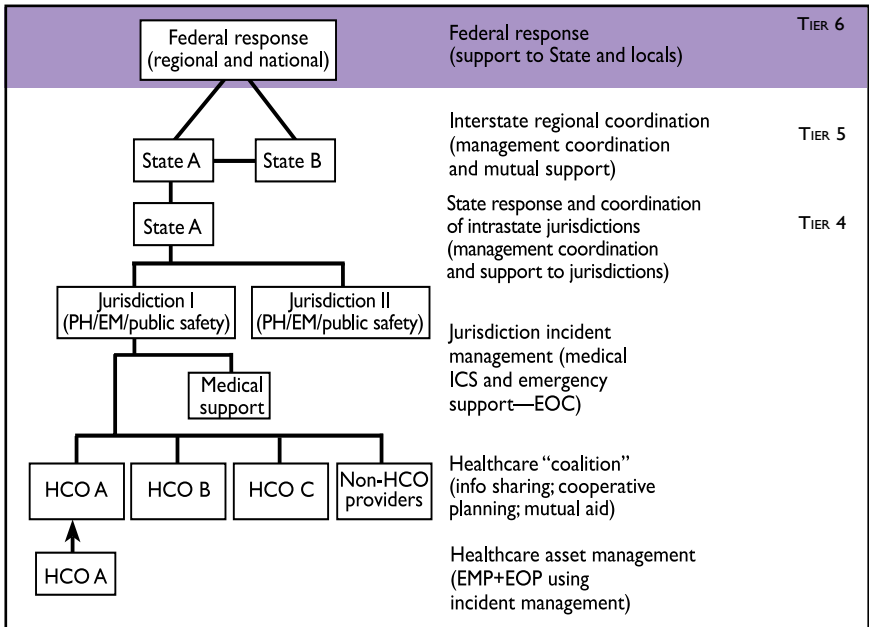 Federal response
(regional and national)
Federal response
(support to State and locals)
TIER 6
State A
State B
Interstate regional coordination
(management coordination
and mutual support)
TIER 5
State A
State response and coordination
of intrastate jurisdictions
(management coordination
and support to jurisdictions)
TIER 4
Jurisdiction I
(PH/EM/public safety)
Jurisdiction II
(PH/EM/public safety)
Medical
support
Jurisdiction incident
management (medical
ICS and emergency
support—EOC)
HCO A
HCO B
HCO C
Non-HCO
providers
Healthcare “coalition”
(info sharing; cooperative
planning; mutual aid)
HCO A
Healthcare asset management
(EMP+EOP using
incident management)